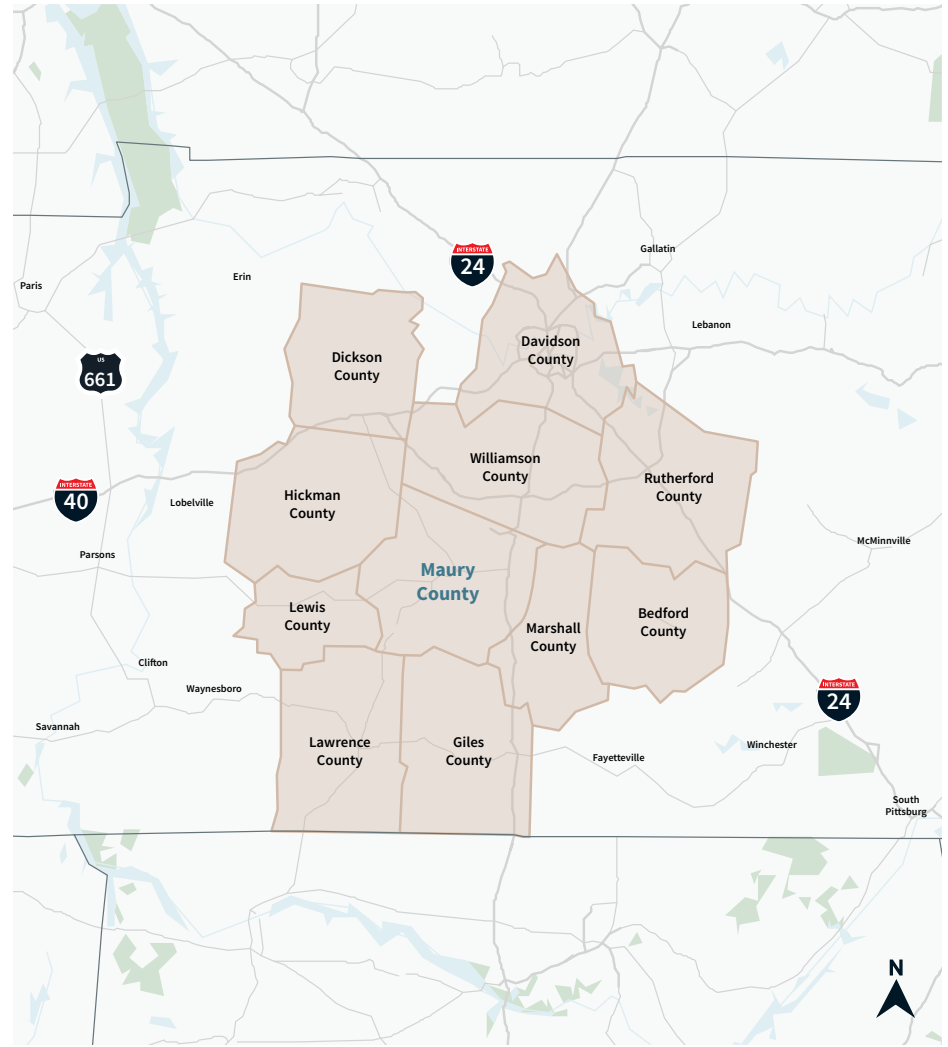 Gallatin
INTERSTATE
24
Erin
Paris
Lebanon
Davidson
County
Dickson
County
US
661
Williamson
County
Rutherford
County
INTERSTATE
40
Hickman
County
Lobelville
McMinnville
Parsons
Maury
County
Lewis
County
Marshall
County
Bedford
County
Clifton
Waynesboro
INTERSTATE
24
Savannah
Lawrence
County
Giles
County
Fayetteville
Winchester
South
Pittsburg
N